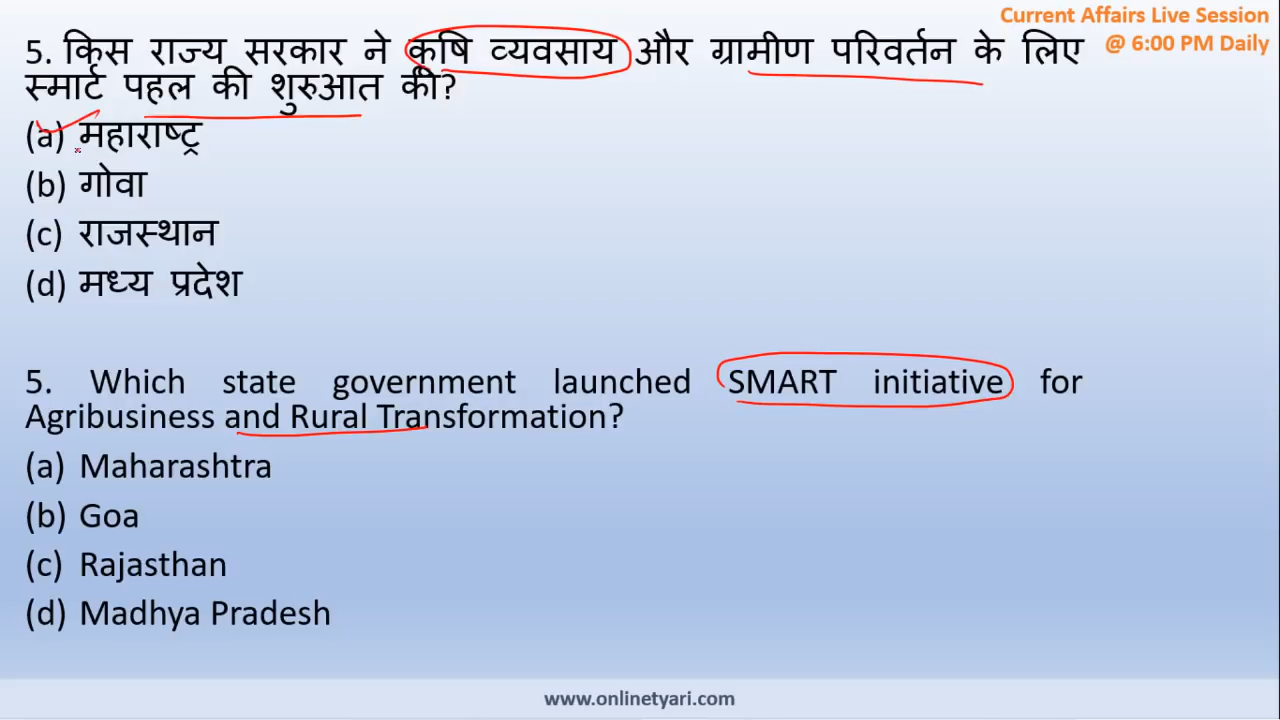 Current Affairs Live Session
@ 6:00 PM Daily
5. किस राज्य सरकार ने कृषि व्यवसाय और ग्रामीण परिवर्तन के लिए
स्मार्ट पहल की शुरुआत की?
(a) महाराष्ट्र
(b) गोवा
(c) राजस्थान
(d) मध्य प्रदेश
5. Which state government launched SMART initiative for
Agribusiness and Rural Transformation?
(a) Maharashtra
(b) Goa
(c) Rajasthan
(d) Madhya Pradesh
www.onlinetyari.com